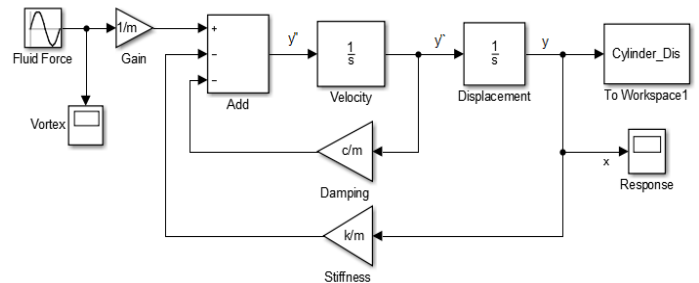 Fluid Force
Vortex
1/m
Gain
+
−
−
Add
y"
1
s
Velocity
y`
1
s
Displacement
y
Cylinder_Dis
To Workspace1
c/m
Damping
x
Response
k/m
Stiffness